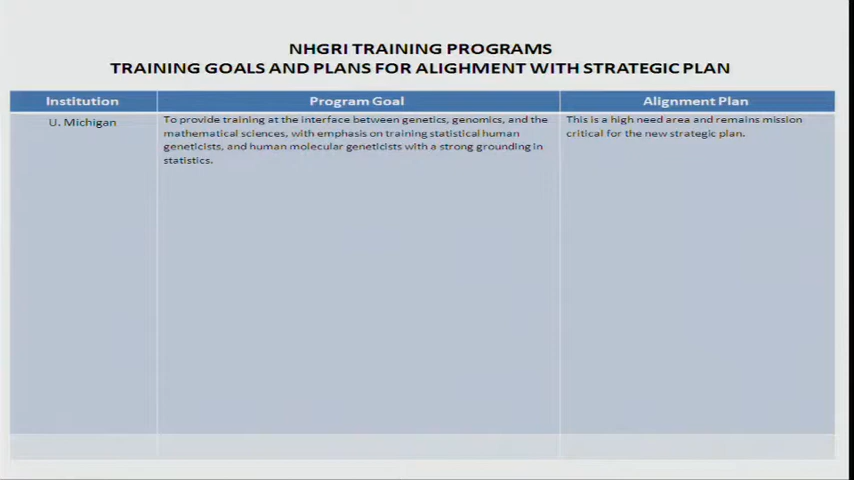 NHGRI TRAINING PROGRAMS
TRAINING GOALS AND PLANS FOR ALIGHMENT WITH STRATEGIC PLAN
Institution
Program Goal
Alignment Plan
U. Michigan
To provide training at the interface between genetics, genomics, and the
mathematical sciences, with emphasis on training statistical human
geneticists, and human molecular geneticists with a strong grounding in
statistics.
This is a high need area and remains mission
critical for the new strategic plan.